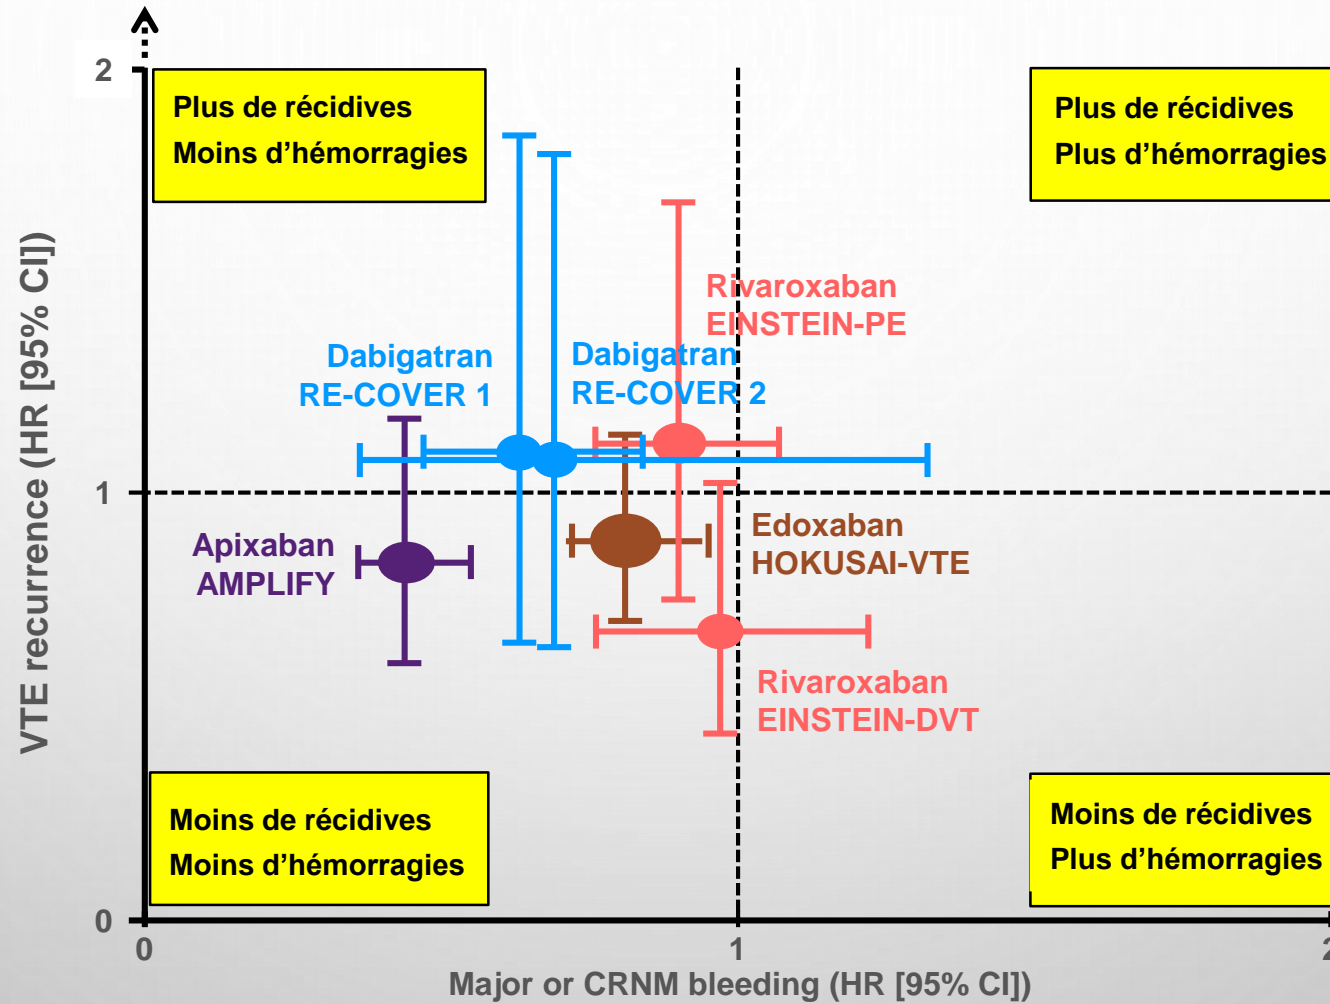 2
Plus de récidives
Moins d’hémorragies
Plus de récidives
Plus d’hémorragies
VTE recurrence (HR [95% CI])
Rivaroxaban
EINSTEIN-PE
Dabigatran
RE-COVER 1
Dabigatran
RE-COVER 2
1
Apixaban
AMPLIFY
Edoxaban
HOKUSAI-VTE
Rivaroxaban
EINSTEIN-DVT
Moins de récidives
Moins d’hémorragies
Moins de récidives
Plus d’hémorragies
0
0
1
2
Major or CRNM bleeding (HR [95% CI])